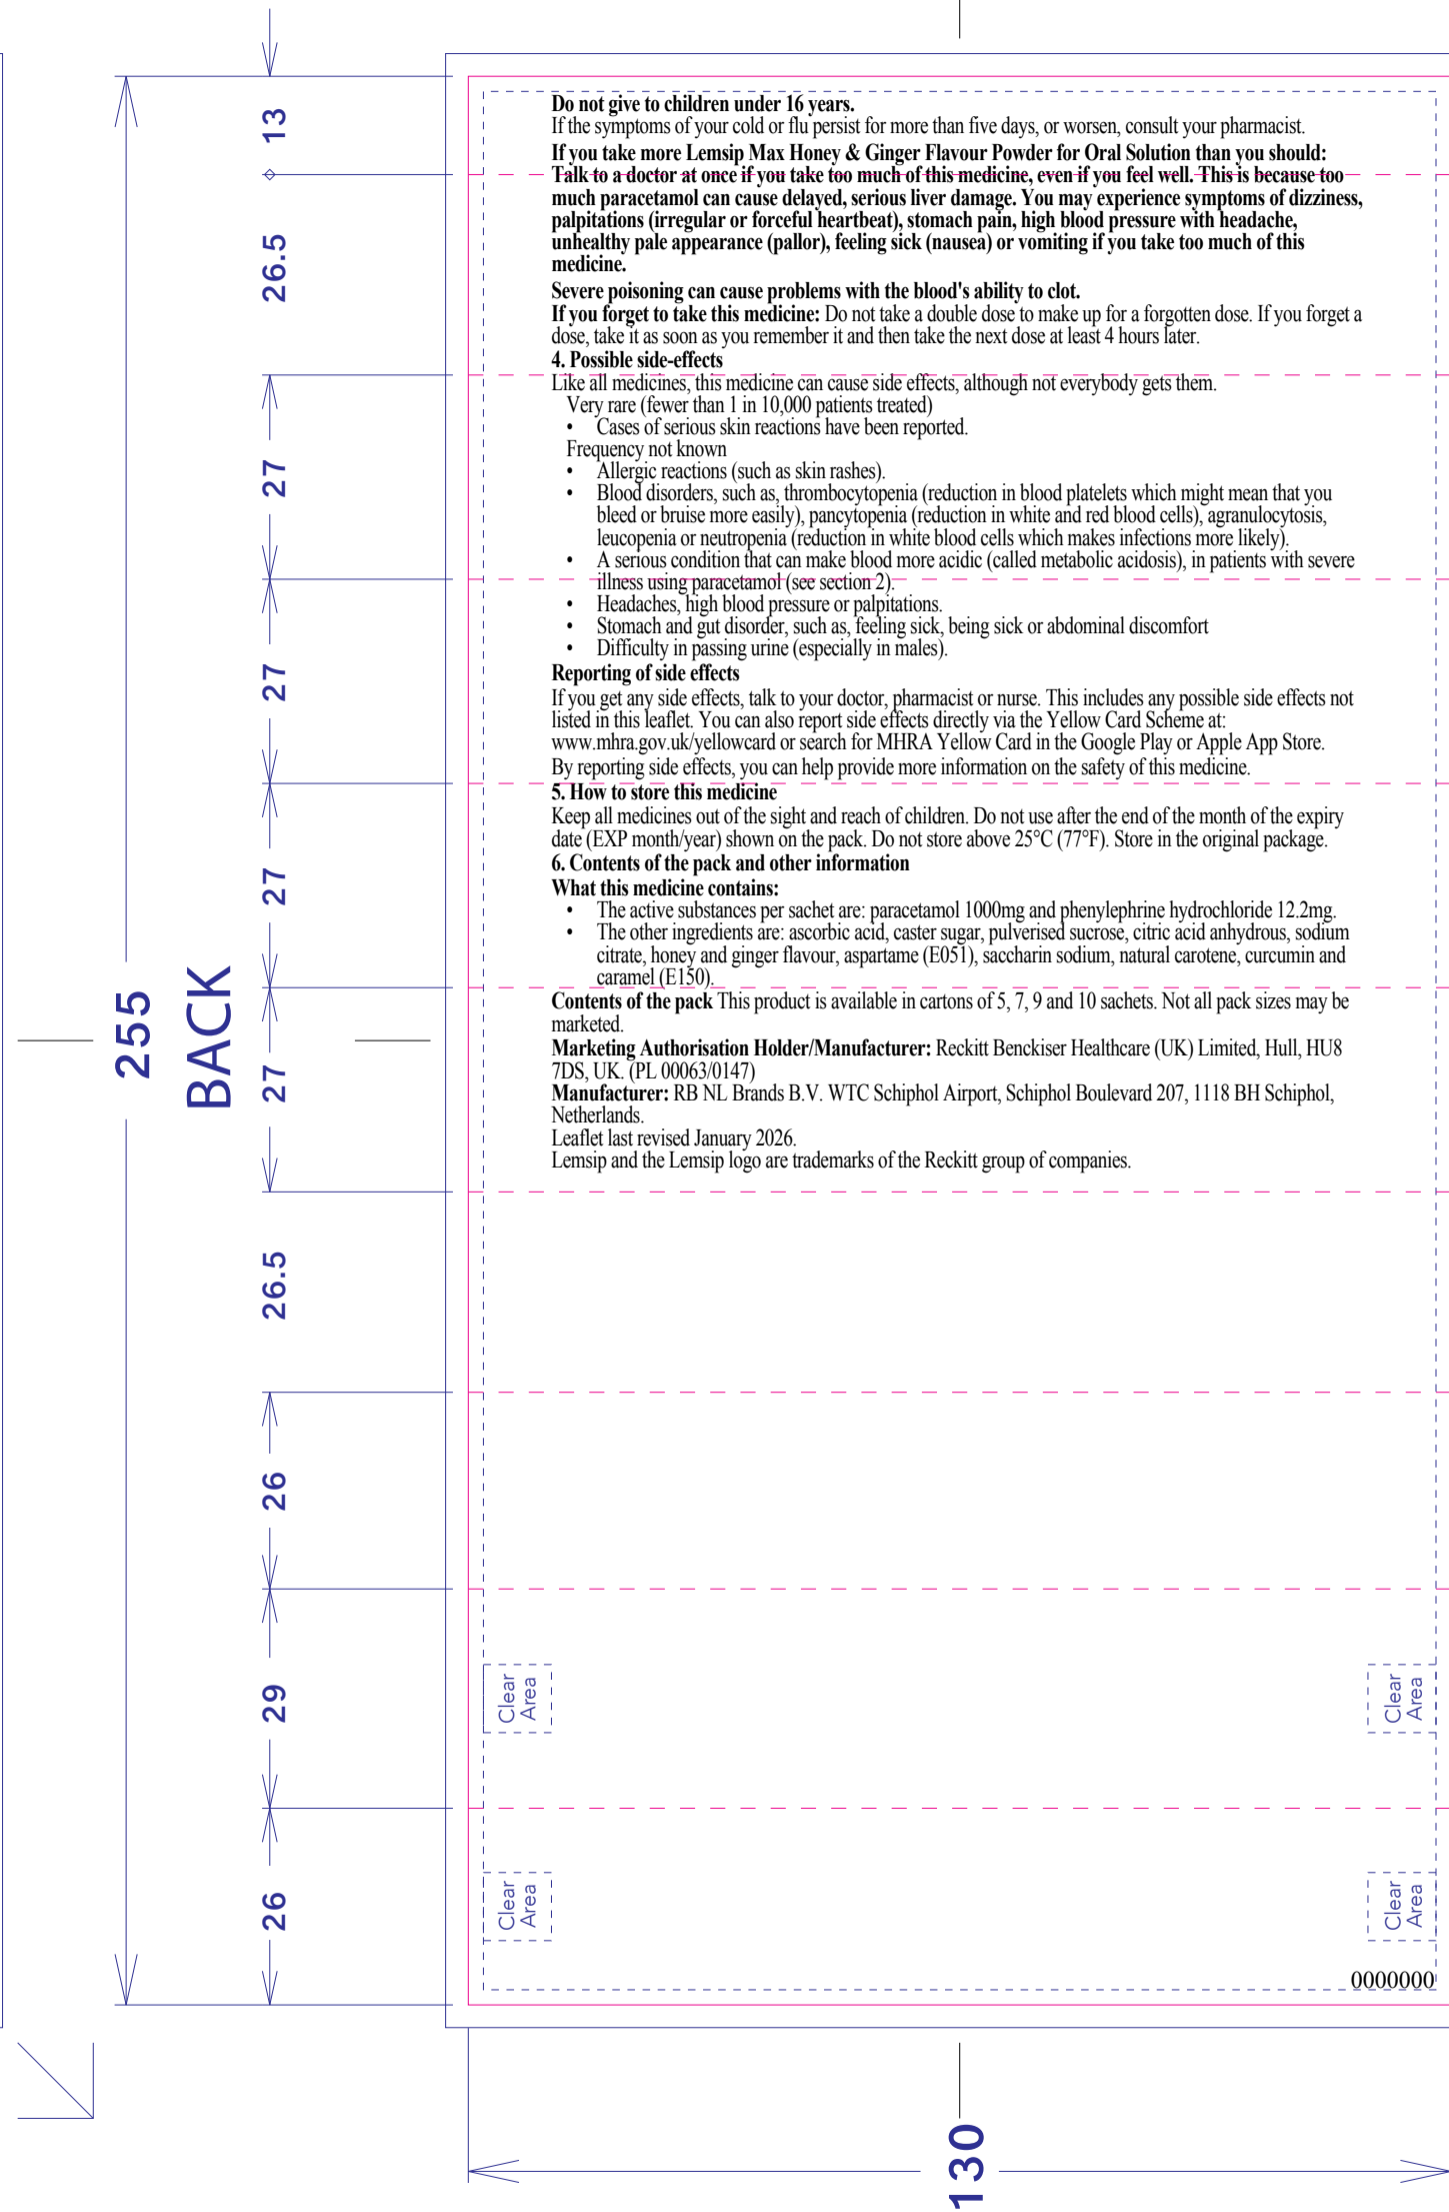 Do not give to children under 16 years.
If the symptoms of your cold or flu persist for more than five days, or worsen, consult your pharmacist.
If you take more Lemsip Max Honey & Ginger Flavour Powder for Oral Solution than you should:
Talk to a doctor at once if you take too much of this medicine, even if you feel well. This is because too
much paracetamol can cause delayed, serious liver damage. You may experience symptoms of dizziness,
palpitations (irregular or forceful heartbeat), stomach pain, high blood pressure with headache,
unhealthy pale appearance (pallor), feeling sick (nausea) or vomiting if you take too much of this
medicine.
Severe poisoning can cause problems with the blood's ability to clot.
If you forget to take this medicine: Do not take a double dose to make up for a forgotten dose. If you forget a
dose, take it as soon as you remember it and then take the next dose at least 4 hours later.
4. Possible side-effects
Like all medicines, this medicine can cause side effects, although not everybody gets them.
Very rare (fewer than 1 in 10,000 patients treated)
• Cases of serious skin reactions have been reported.
Frequency not known
• Allergic reactions (such as skin rashes).
• Blood disorders, such as, thrombocytopenia (reduction in blood platelets which might mean that you
bleed or bruise more easily), pancytopenia (reduction in white and red blood cells), agranulocytosis,
leucopenia or neutropenia (reduction in white blood cells which makes infections more likely).
• A serious condition that can make blood more acidic (called metabolic acidosis), in patients with severe
illness using paracetamol (see section 2).
• Headaches, high blood pressure or palpitations.
• Stomach and gut disorder, such as, feeling sick, being sick or abdominal discomfort
• Difficulty in passing urine (especially in males).
Reporting of side effects
If you get any side effects, talk to your doctor, pharmacist or nurse. This includes any possible side effects not
listed in this leaflet. You can also report side effects directly via the Yellow Card Scheme at:
www.mhra.gov.uk/yellowcard or search for MHRA Yellow Card in the Google Play or Apple App Store.
By reporting side effects, you can help provide more information on the safety of this medicine.
5. How to store this medicine
Keep all medicines out of the sight and reach of children. Do not use after the end of the month of the expiry
date (EXP month/year) shown on the pack. Do not store above 25°C (77°F). Store in the original package.
6. Contents of the pack and other information
What this medicine contains:
• The active substances per sachet are: paracetamol 1000mg and phenylephrine hydrochloride 12.2mg.
• The other ingredients are: ascorbic acid, caster sugar, pulverised sucrose, citric acid anhydrous, sodium
citrate, honey and ginger flavour, aspartame (E051), saccharin sodium, natural carotene, curcumin and
caramel (E150).
Contents of the pack This product is available in cartons of 5, 7, 9 and 10 sachets. Not all pack sizes may be
marketed.
Marketing Authorisation Holder/Manufacturer: Reckitt Benckiser Healthcare (UK) Limited, Hull, HU8
7DS, UK. (PL 00063/0147)
Manufacturer: RB NL Brands B.V. WTC Schiphol Airport, Schiphol Boulevard 207, 1118 BH Schiphol,
Netherlands.
Leaflet last revised January 2026.
Lemsip and the Lemsip logo are trademarks of the Reckitt group of companies.
255
BACK
13
26.5
27
27
27
27
26.5
26
29
26
Clear
Area
Clear
Area
Clear
Area
Clear
Area
0000000
130